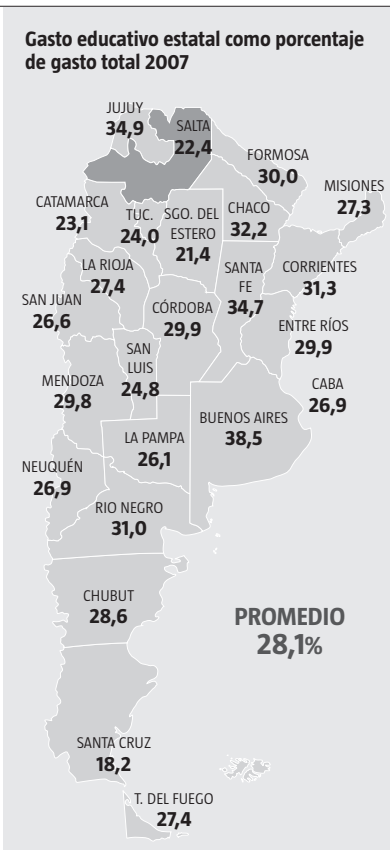 Gasto educativo estatal como porcentaje
de gasto total 2007
JUJUY
34,9
SALTA
22,4
FORMOSA
30,0
MISIONES
27,3
CATAMARCA
23,1
TUC.
24,0
SGO. DEL
ESTERO
21,4
CHACO
32,2
LA RIOJA
27,4
SANTA
FE
34,7
CORRIENTES
31,3
SAN JUAN
26,6
CÓRDOBA
29,9
ENTRE RÍOS
29,9
SAN
LUIS
24,8
MENDOZA
29,8
CABA
26,9
BUENOS AIRES
38,5
LA PAMPA
26,1
NEUQUÉN
26,9
RIO NEGRO
31,0
CHUBUT
28,6
PROMEDIO
28,1%
SANTA CRUZ
18,2
T. DEL FUEGO
27,4